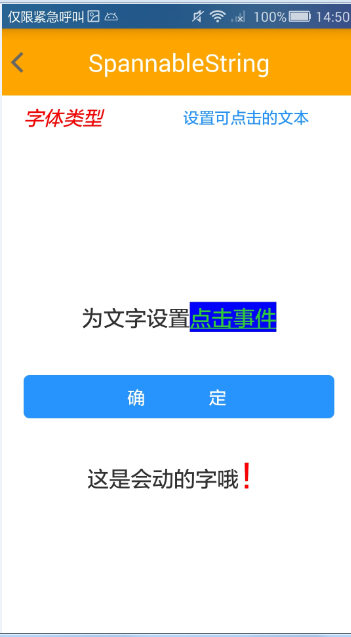 仅限紧急呼叫 100% 14:50
SpannableString
字体类型 设置可点击的文本
为文字设置点击事件
确 定
这是会动的字哦!